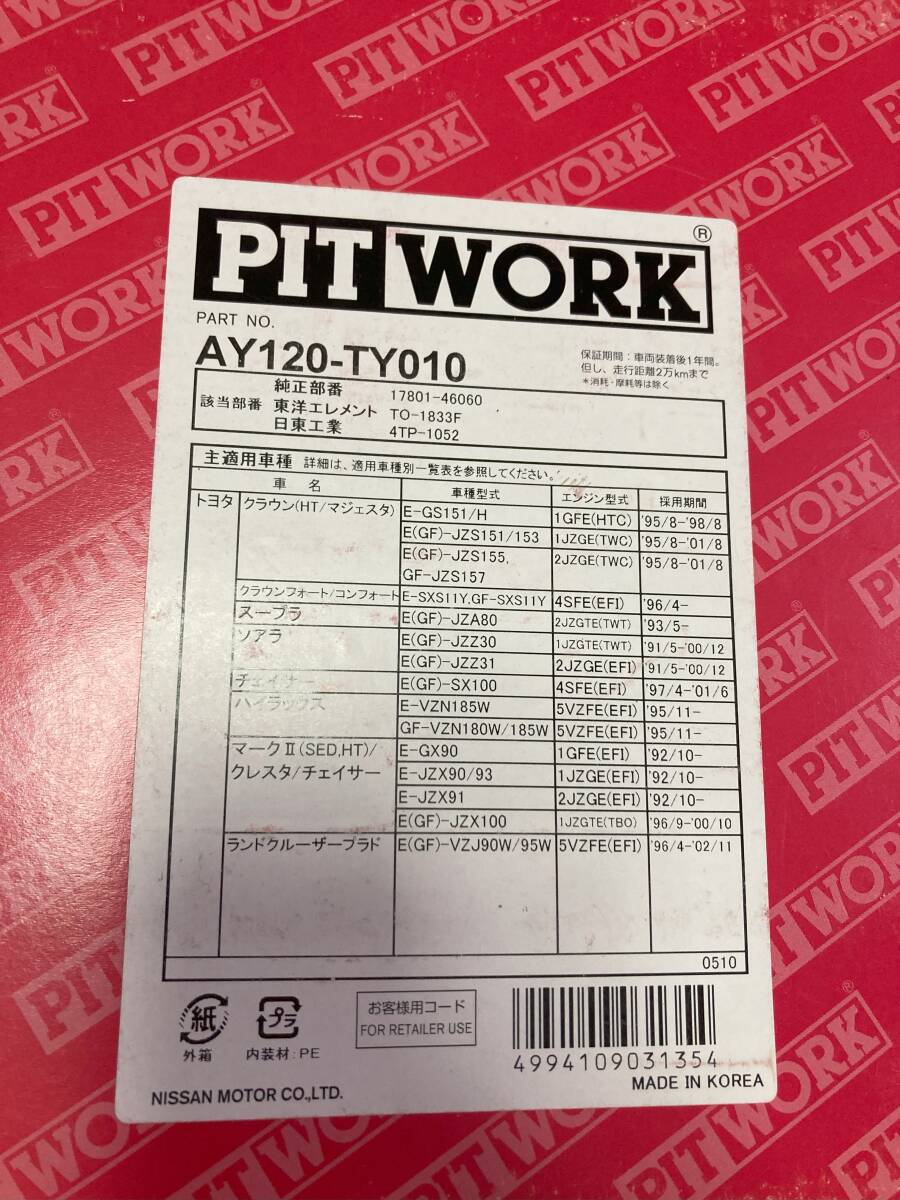 PIT WORK ®
PART NO.
AY120-TY010
保証期間：車両装着後1年間。
但し、走行距離2万kmまで
*消耗・摩耗等は除く
該当部番
純正部番 17801-46060
東洋エレメント TO-1833F
日東工業 4TP-1052
主適用車種 詳細は、適用車種別一覧表を参照してください。
車名 車種型式 エンジン型式 採用期間
トヨタ クラウン(HT/マジェスタ) E-GS151/H 1GFE(HTC) '95/8-'98/8
E(GF)-JZS151/153 1JZGE(TWC) '95/8-'01/8
E(GF)-JZS155, 2JZGE(TWC) '95/8-'01/8
GF-JZS157
クラウンフォート/コンフォート E-SXS11Y,GF-SXS11Y 4SFE(EFI) '96/4-
スープラ E(GF)-JZA80 2JZGTE(TWT) '93/5-
ソアラ E(GF)-JZZ30 1JZGTE(TWT) '91/5-'00/12
E(GF)-JZZ31 2JZGE(EFI) '91/5-'00/12
チェイサー E(GF)-SX100 4SFE(EFI) '97/4-'01/6
ハイラックス E-VZN185W 5VZFE(EFI) '95/11-
GF-VZN180W/185W 5VZFE(EFI) '95/11-
マークⅡ(SED,HT)/ E-GX90 1GFE(EFI) '92/10-
クレスタ/チェイサー E-JZX90/93 1JZGE(EFI) '92/10-
E-JZX91 2JZGE(EFI) '92/10-
E(GF)-JZX100 1JZGTE(TBO) '96/9-'00/10
ランドクルーザープラド E(GF)-VZJ90W/95W 5VZFE(EFI) '96/4-'02/11
0510
紙
外箱
プラ
内装材：PE
お客様用コード
FOR RETAILER USE
4994109031354
NISSAN MOTOR CO.,LTD.
MADE IN KOREA